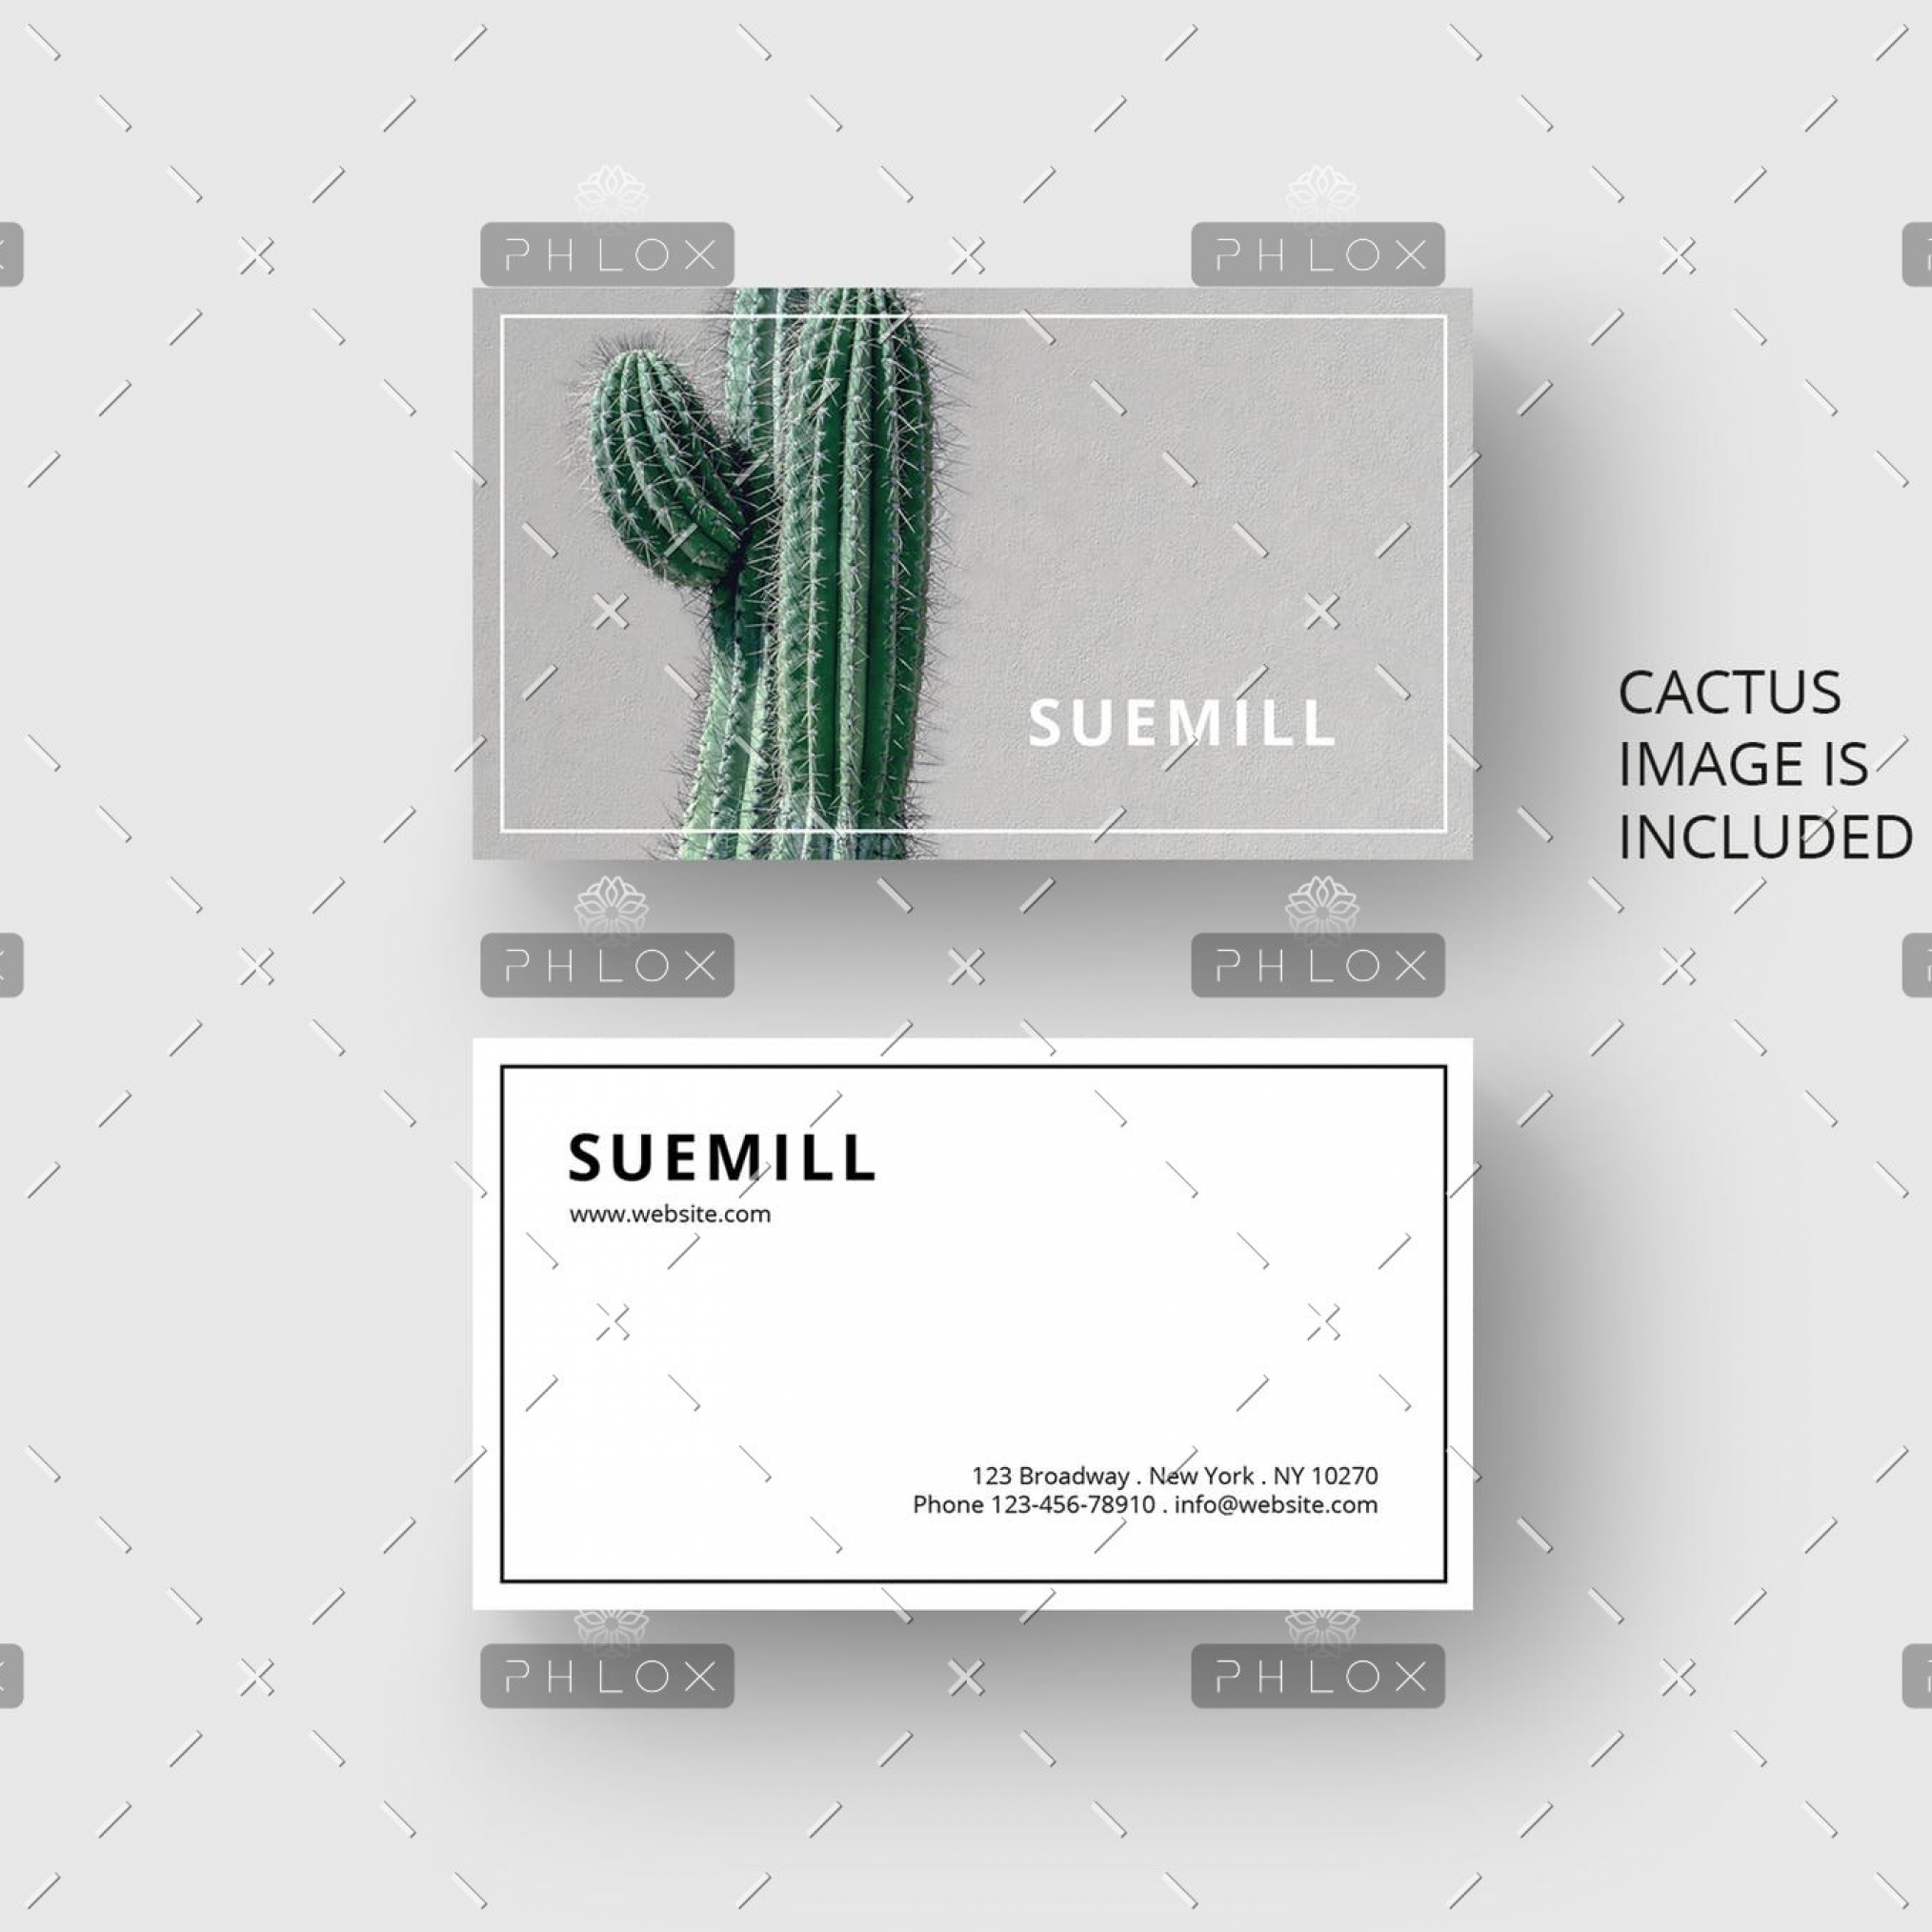 PHLOX PHLOX
SUEMILL
CACTUS
IMAGE IS
INCLUDED
PHLOX PHLOX
SUEMILL
www.website.com
123 Broadway . New York . NY 10270
Phone 123-456-78910 . info@website.com
PHLOX PHLOX